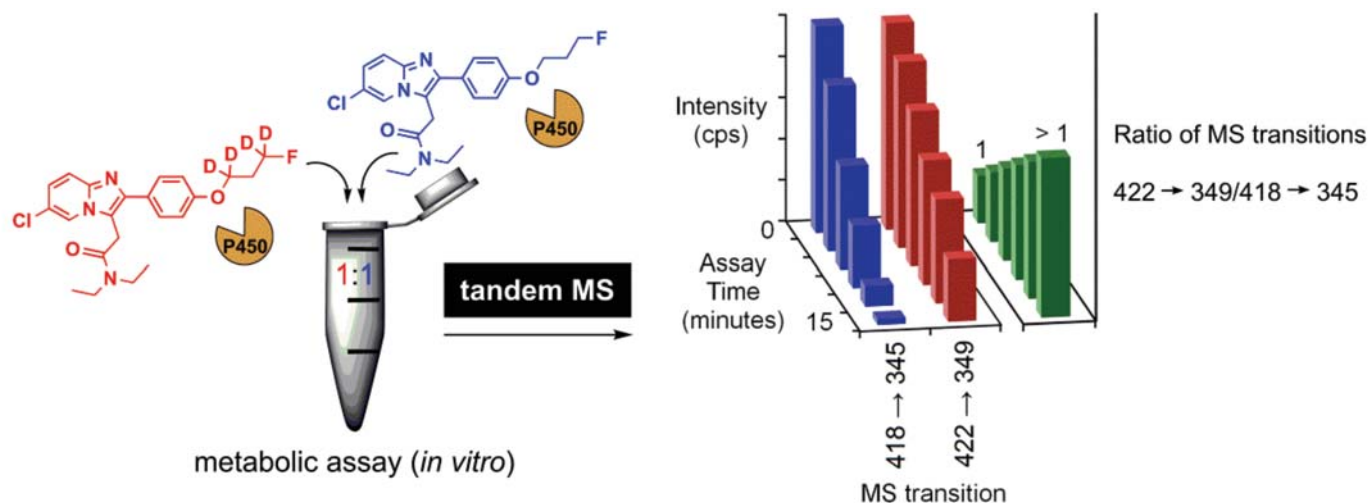 F
N
N
Cl
O
O
N
P450
D
D
D
D
F
N
N
Cl
O
O
N
P450
1:1
tandem MS
metabolic assay (in vitro)
Intensity
(cps)
0
Assay
Time
(minutes)
15
1
> 1
Ratio of MS transitions
422 → 349/418 → 345
418 → 345
422 → 349
MS transition